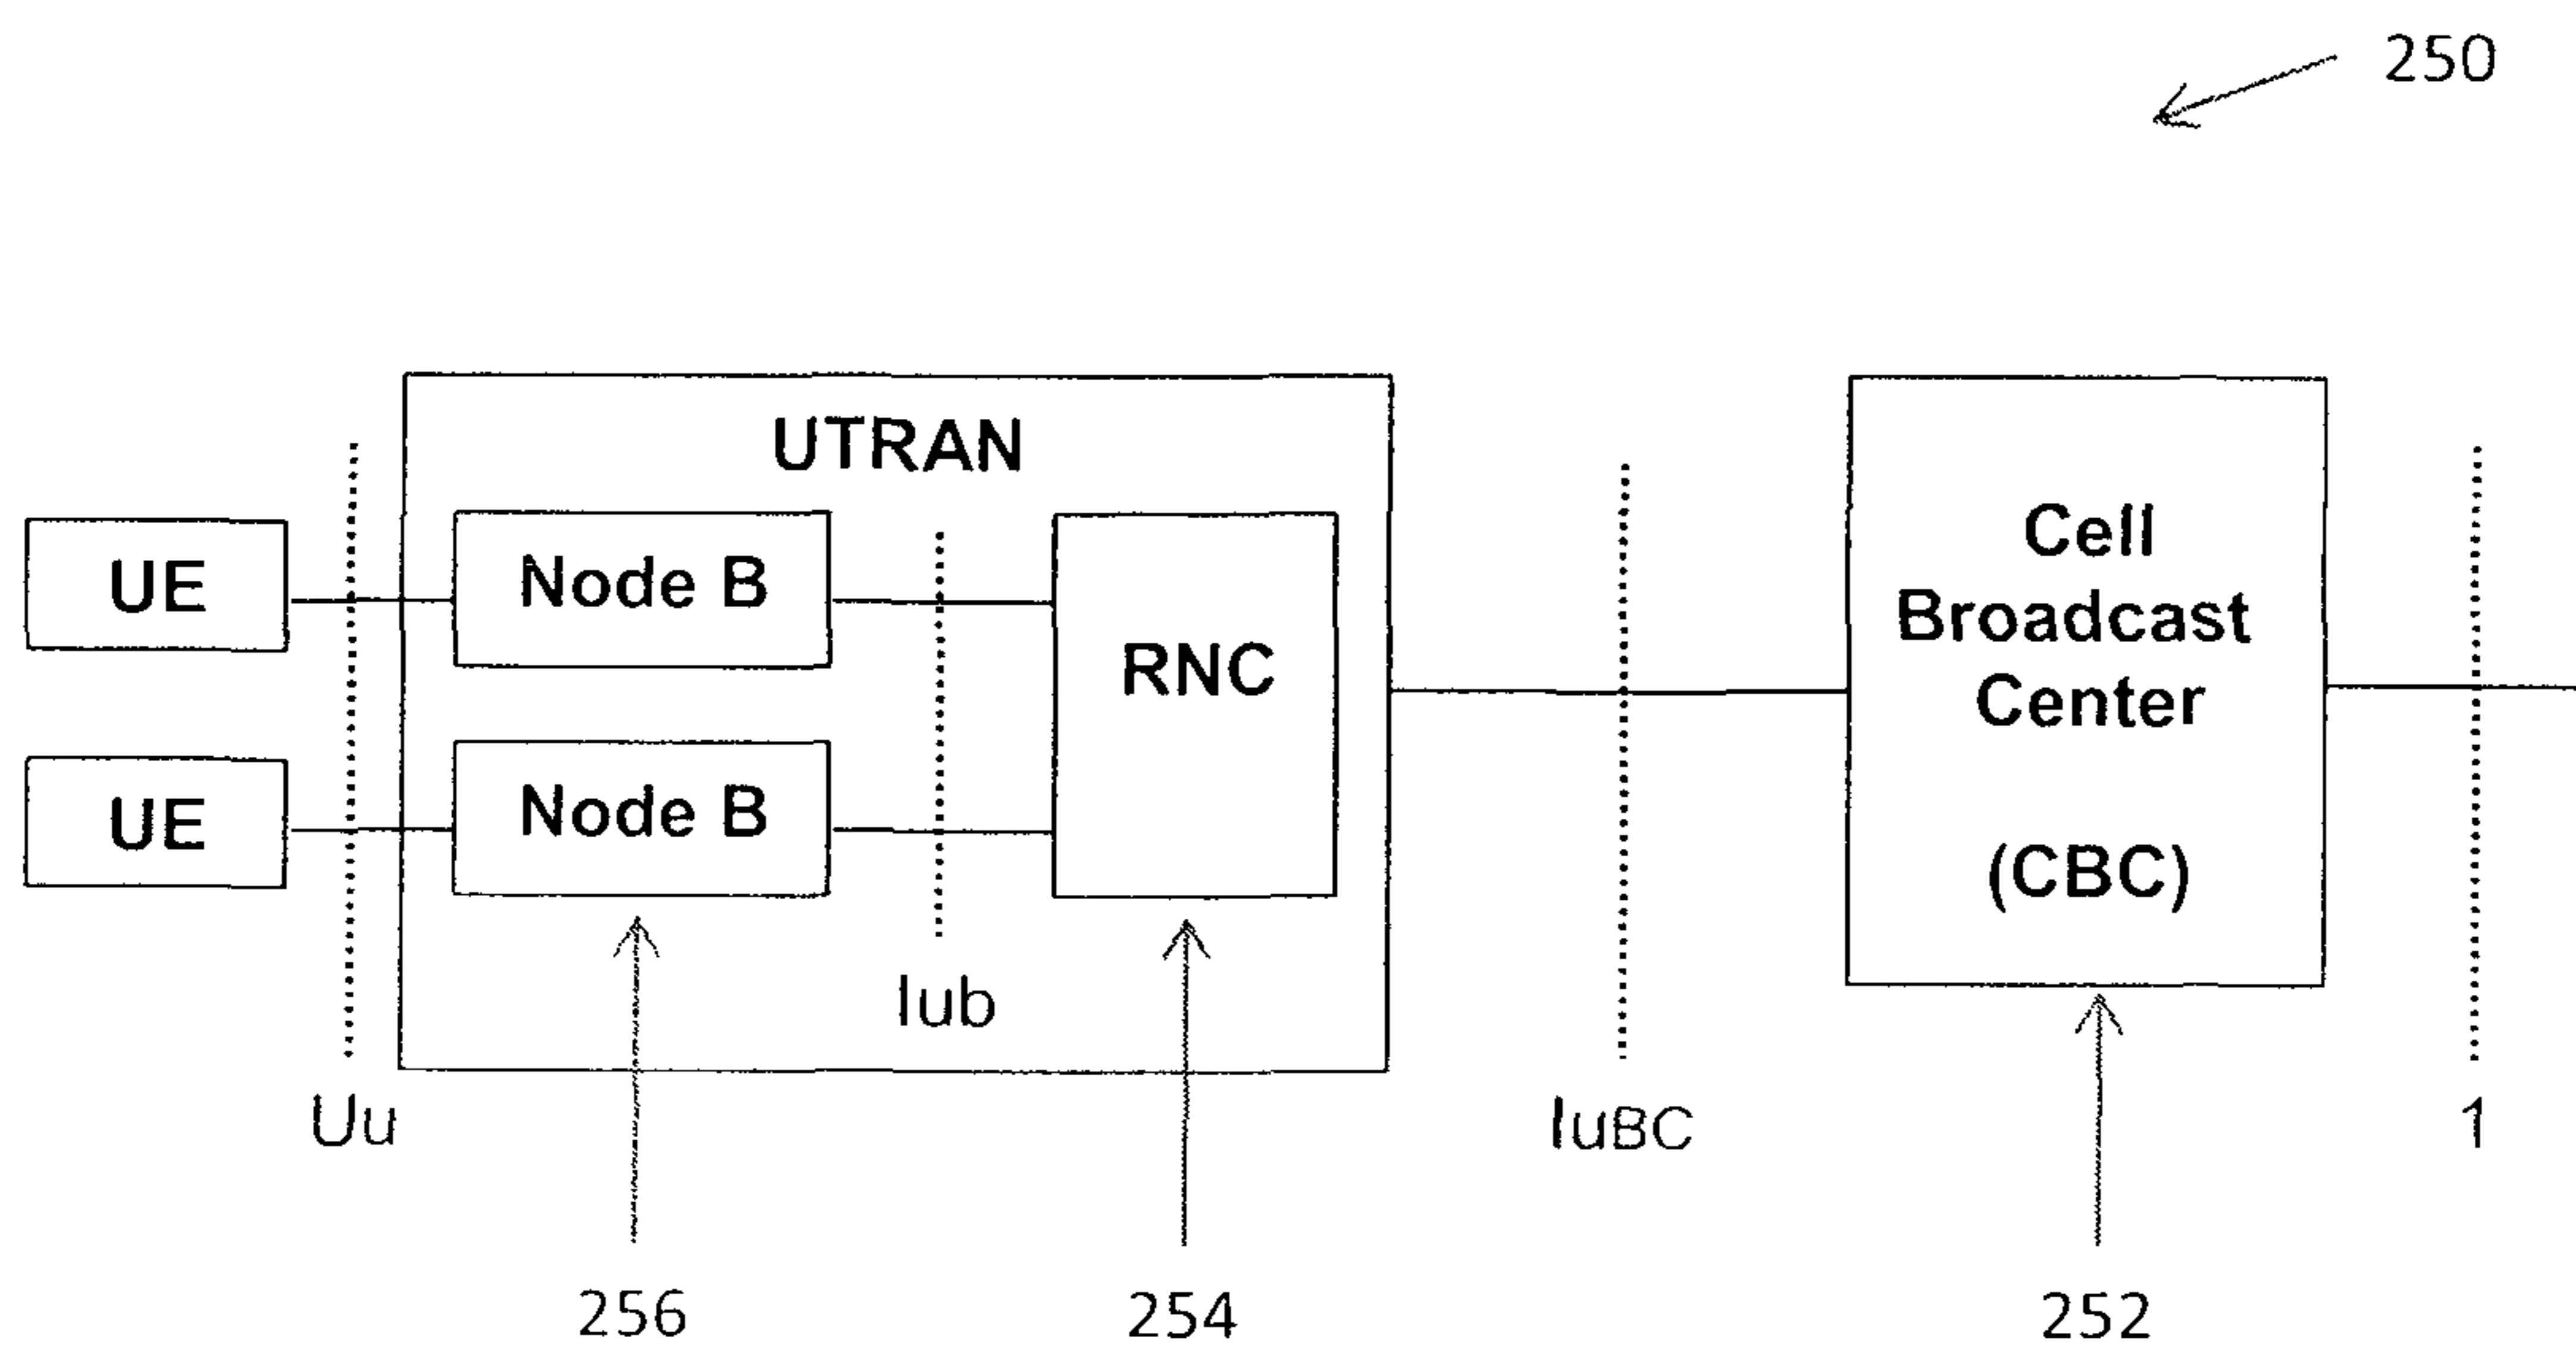 250
UTRAN
UE
Node B
RNC
UE
Node B
Cell
Broadcast
Center
(CBC)
Iub
Uu
IuBC
1
256
254
252